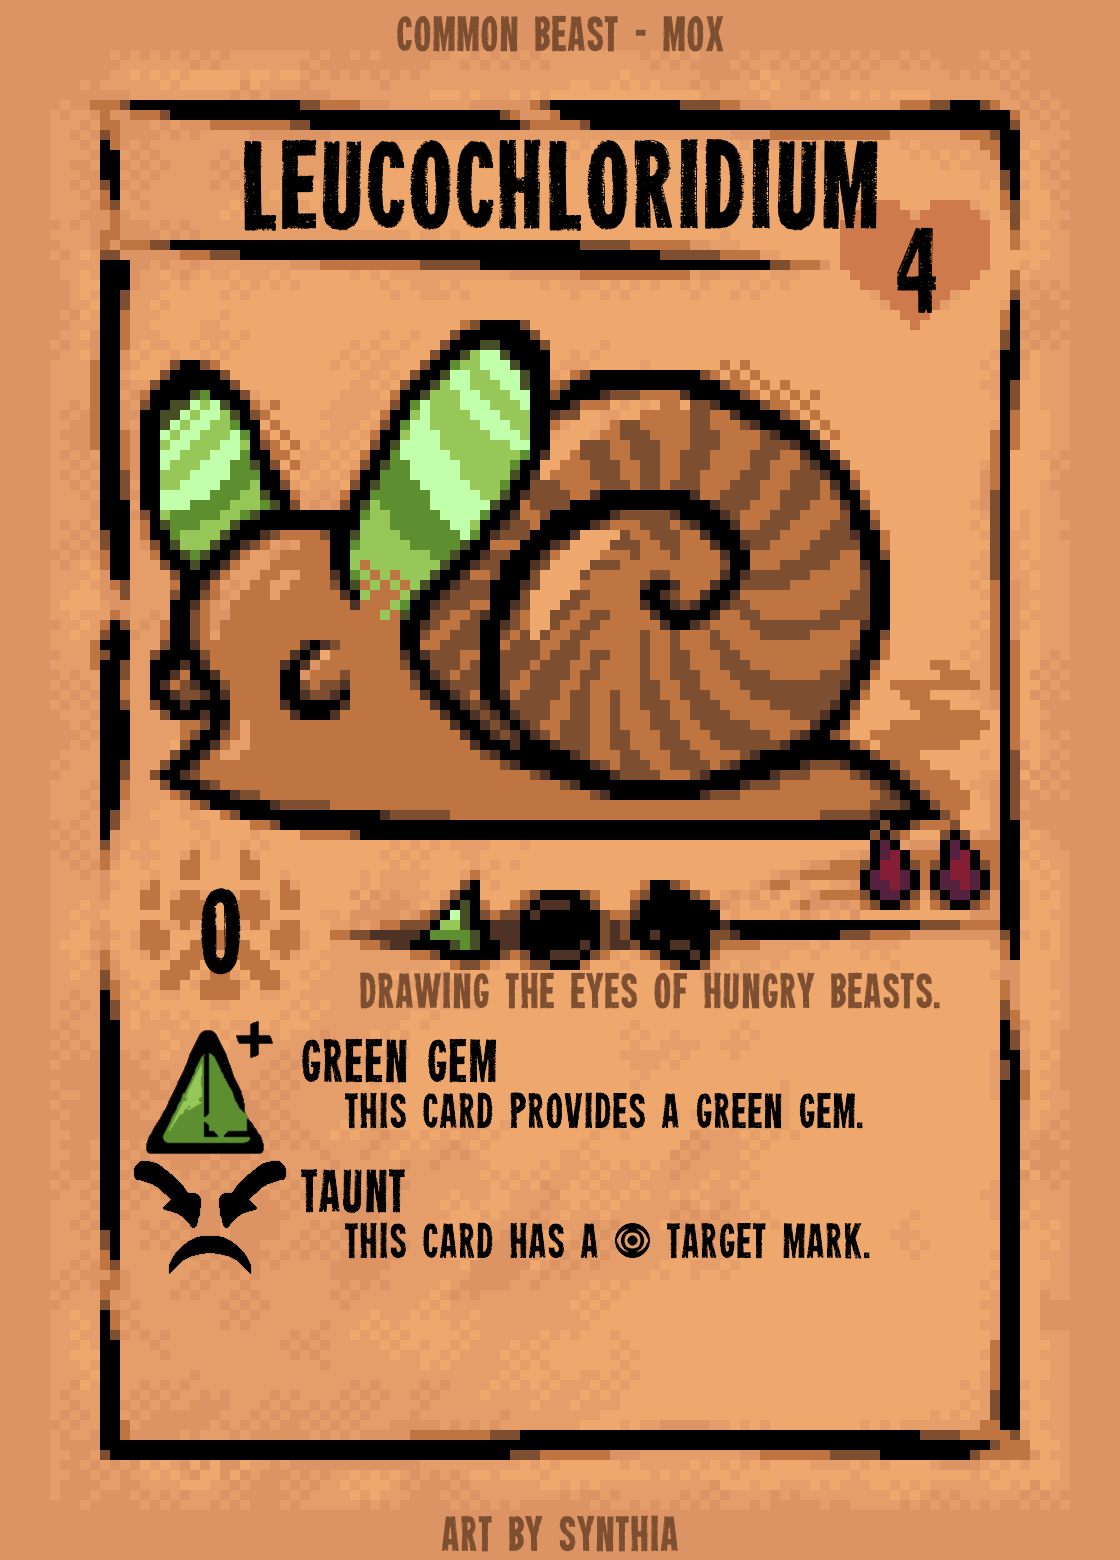 COMMON BEAST - MOX
LEUCOCHLORIDIUM
4
0
DRAWING THE EYES OF HUNGRY BEASTS.
GREEN GEM
THIS CARD PROVIDES A GREEN GEM.
TAUNT
THIS CARD HAS A TARGET MARK.
ART BY SYNTHIA